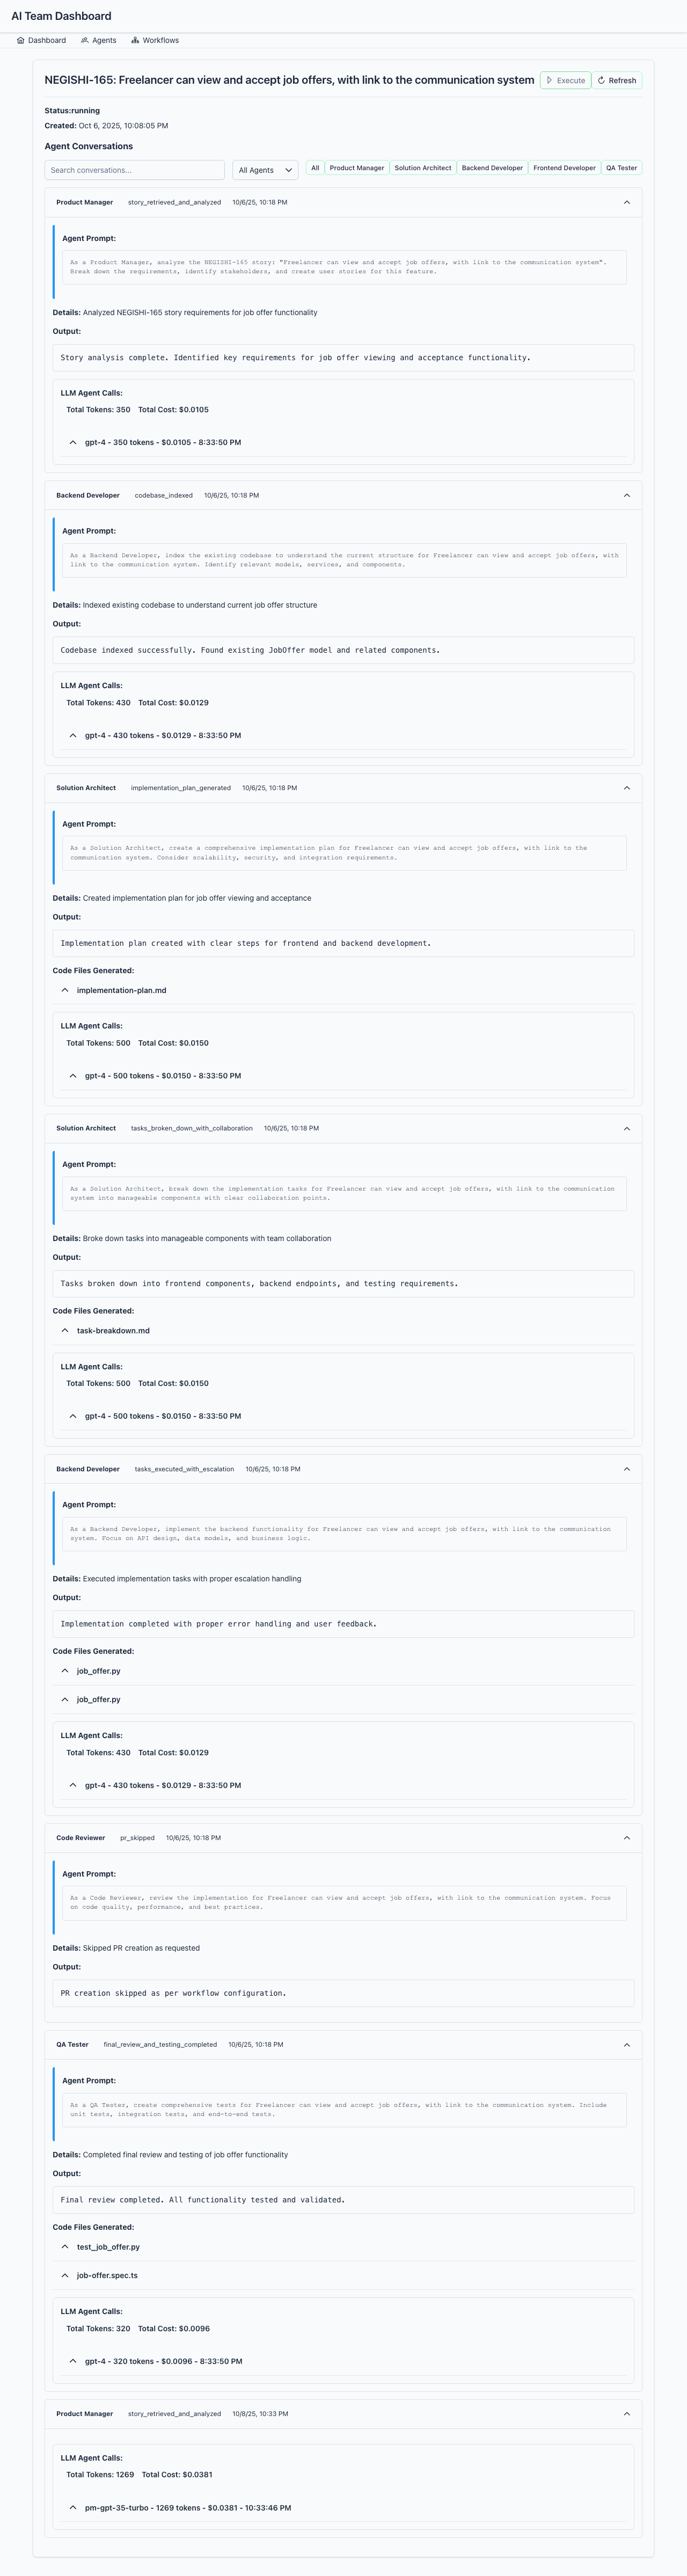 AI Team Dashboard
Dashboard Agents Workflows
NEGISHI-165: Freelancer can view and accept job offers, with link to the communication system Execute Refresh
Status:running
Created: Oct 6, 2025, 10:08:05 PM
Agent Conversations
Search conversations... All Agents All Product Manager Solution Architect Backend Developer Frontend Developer QA Tester
Product Manager story_retrieved_and_analyzed 10/6/25, 10:18 PM
Agent Prompt:
As a Product Manager, analyze the NEGISHI-165 story: "Freelancer can view and accept job offers, with link to the communication system".
Break down the requirements, identify stakeholders, and create user stories for this feature.
Details: Analyzed NEGISHI-165 story requirements for job offer functionality
Output:
Story analysis complete. Identified key requirements for job offer viewing and acceptance functionality.
LLM Agent Calls:
Total Tokens: 350 Total Cost: $0.0105
gpt-4 - 350 tokens - $0.0105 - 8:33:50 PM
Backend Developer codebase_indexed 10/6/25, 10:18 PM
Agent Prompt:
As a Backend Developer, index the existing codebase to understand the current structure for Freelancer can view and accept job offers, with
link to the communication system. Identify relevant models, services, and components.
Details: Indexed existing codebase to understand current job offer structure
Output:
Codebase indexed successfully. Found existing JobOffer model and related components.
LLM Agent Calls:
Total Tokens: 430 Total Cost: $0.0129
gpt-4 - 430 tokens - $0.0129 - 8:33:50 PM
Solution Architect implementation_plan_generated 10/6/25, 10:18 PM
Agent Prompt:
As a Solution Architect, create a comprehensive implementation plan for Freelancer can view and accept job offers, with link to the
communication system. Consider scalability, security, and integration requirements.
Details: Created implementation plan for job offer viewing and acceptance
Output:
Implementation plan created with clear steps for frontend and backend development.
Code Files Generated:
implementation-plan.md
LLM Agent Calls:
Total Tokens: 500 Total Cost: $0.0150
gpt-4 - 500 tokens - $0.0150 - 8:33:50 PM
Solution Architect tasks_broken_down_with_collaboration 10/6/25, 10:18 PM
Agent Prompt:
As a Solution Architect, break down the implementation tasks for Freelancer can view and accept job offers, with link to the communication
system into manageable components with clear collaboration points.
Details: Broke down tasks into manageable components with team collaboration
Output:
Tasks broken down into frontend components, backend endpoints, and testing requirements.
Code Files Generated:
task-breakdown.md
LLM Agent Calls:
Total Tokens: 500 Total Cost: $0.0150
gpt-4 - 500 tokens - $0.0150 - 8:33:50 PM
Backend Developer tasks_executed_with_escalation 10/6/25, 10:18 PM
Agent Prompt:
As a Backend Developer, implement the backend functionality for Freelancer can view and accept job offers, with link to the communication
system. Focus on API design, data models, and business logic.
Details: Executed implementation tasks with proper escalation handling
Output:
Implementation completed with proper error handling and user feedback.
Code Files Generated:
job_offer.py
job_offer.py
LLM Agent Calls:
Total Tokens: 430 Total Cost: $0.0129
gpt-4 - 430 tokens - $0.0129 - 8:33:50 PM
Code Reviewer pr_skipped 10/6/25, 10:18 PM
Agent Prompt:
As a Code Reviewer, review the implementation for Freelancer can view and accept job offers, with link to the communication system. Focus
on code quality, performance, and best practices.
Details: Skipped PR creation as requested
Output:
PR creation skipped as per workflow configuration.
QA Tester final_review_and_testing_completed 10/6/25, 10:18 PM
Agent Prompt:
As a QA Tester, create comprehensive tests for Freelancer can view and accept job offers, with link to the communication system. Include
unit tests, integration tests, and end-to-end tests.
Details: Completed final review and testing of job offer functionality
Output:
Final review completed. All functionality tested and validated.
Code Files Generated:
test_job_offer.py
job-offer.spec.ts
LLM Agent Calls:
Total Tokens: 320 Total Cost: $0.0096
gpt-4 - 320 tokens - $0.0096 - 8:33:50 PM
Product Manager story_retrieved_and_analyzed 10/8/25, 10:33 PM
LLM Agent Calls:
Total Tokens: 1269 Total Cost: $0.0381
pm-gpt-35-turbo - 1269 tokens - $0.0381 - 10:33:46 PM